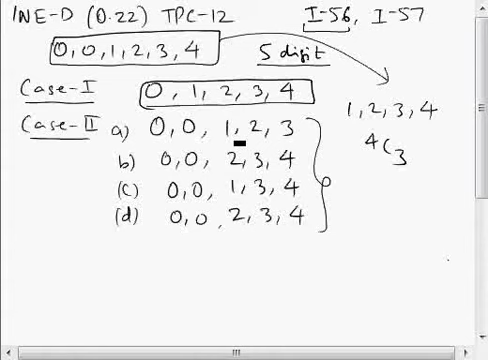 INE-D (0.22) TPC-12 I-56, I-57
0,0,1,2,3,4 5 digit
Case-I 0, 1, 2, 3, 4 1, 2, 3, 4
Case-II a) 0, 0, 1, 2, 3 4C3
b) 0, 0, 2, 3, 4
(c) 0, 0, 1, 3, 4
(d) 0, 0, 2, 3, 4